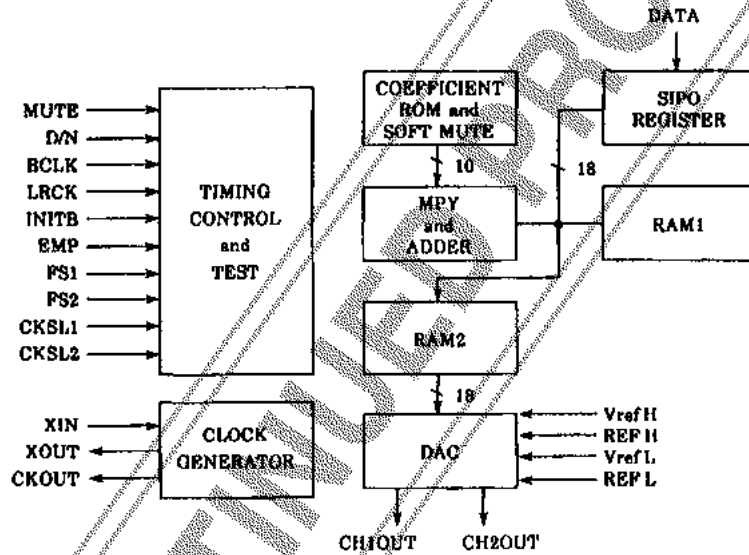 DATA
COEFFICIENT
ROM and
SOFT MUTE
SIPO
REGISTER
MUTE
D/N
BCLK
LRCK
INITB
EMP
FS1
FS2
CKSL1
CKSL2
TIMING
CONTROL
and
TEST
10
18
MPY
and
ADDER
RAM1
RAM2
18
XIN
XOUT
CKOUT
CLOCK
GENERATOR
DAC
VrefH
REFH
VrefL
REFL
CH1OUT
CH2OUT